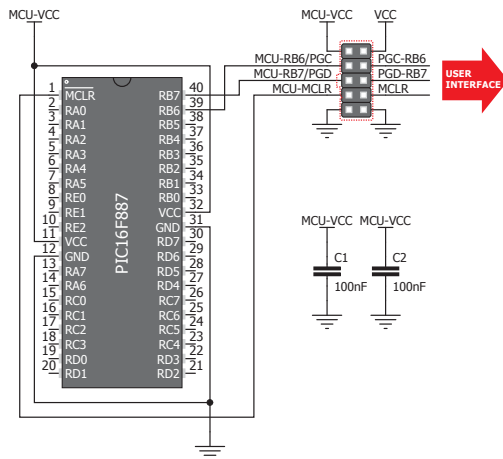 MCU-VCC
MCU-VCC VCC
MCU-RB6/PGC PGC-RB6
MCU-RB7/PGD PGD-RB7
MCU-MCLR MCLR
USER
INTERFACE
PIC16F887
1 MCLR RB7 40
2 RA0 RB6 39
3 RA1 RB5 38
4 RA2 RB4 37
5 RA3 RB3 36
6 RA4 RB2 35
7 RA5 RB1 34
8 RE0 RB0 33
9 RE1 VCC 32
10 RE2 GND 31
11 VCC RD7 30
12 GND RD6 29
13 RA7 RD5 28
14 RA6 RD4 27
15 RC0 RC7 26
16 RC1 RC6 25
17 RC2 RC5 24
18 RC3 RC4 23
19 RD0 RD3 22
20 RD1 RD2 21
MCU-VCC MCU-VCC
C1 C2
100nF 100nF